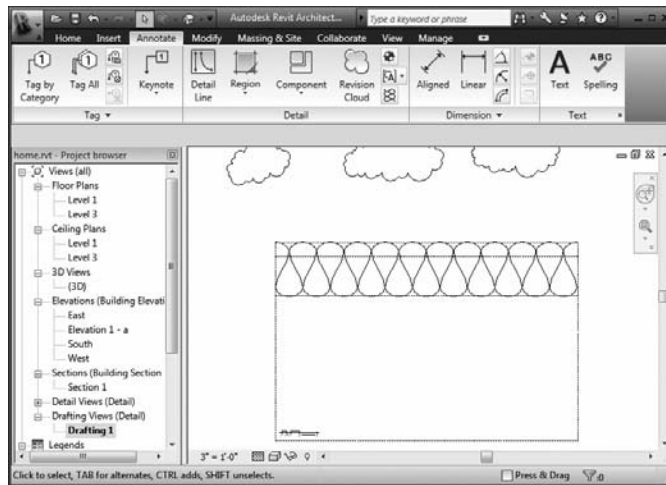 Autodesk Revit Architect...
Type a keyword or phrase
Home Insert Annotate Modify Massing & Site Collaborate View Manage
Tag by Category
Tag All
Keynote
Detail Line
Region
Component
Revision Cloud
Aligned
Linear
Text
ABC
Spelling
Tag
Detail
Dimension
Text
home.rvt - Project browser
Views (all)
Floor Plans
Level 1
Level 3
Ceiling Plans
Level 1
Level 3
3D Views
{3D}
Elevations (Building Elevati
East
Elevation 1 - a
South
West
Sections (Building Section
Section 1
Detail Views (Detail)
Drafting Views (Detail)
Drafting 1
Legends
3" = 1'-0"
Click to select, TAB for alternates, CTRL adds, SHIFT unselects.
Press & Drag
:0